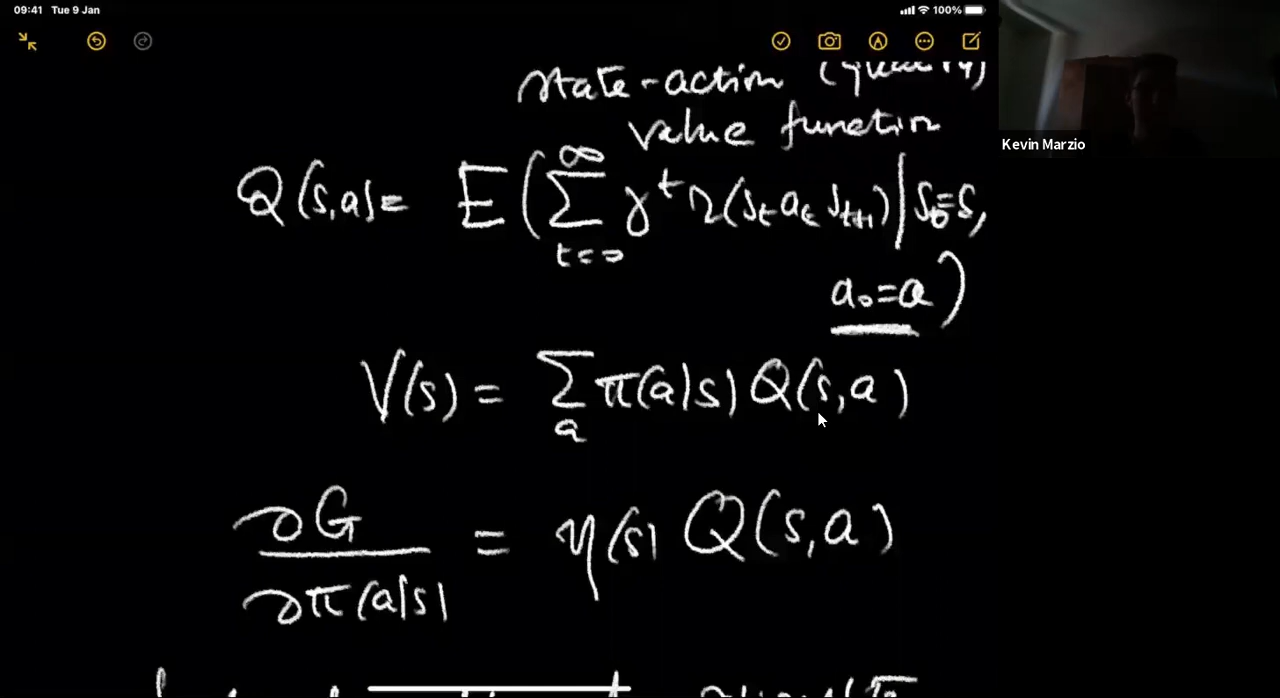 09:41 Tue 9 Jan 100%
state-action (quality)
value function
Q(s,a) = E(∑_{t=0}^{∞} γ^t r(s_t a_t s_{t+1}) | s_0=s,
a_0=a)
Kevin Marzio
V(s) = ∑_a π(a|s) Q(s,a)
∂G/∂π(a|s) = η(s) Q(s,a)